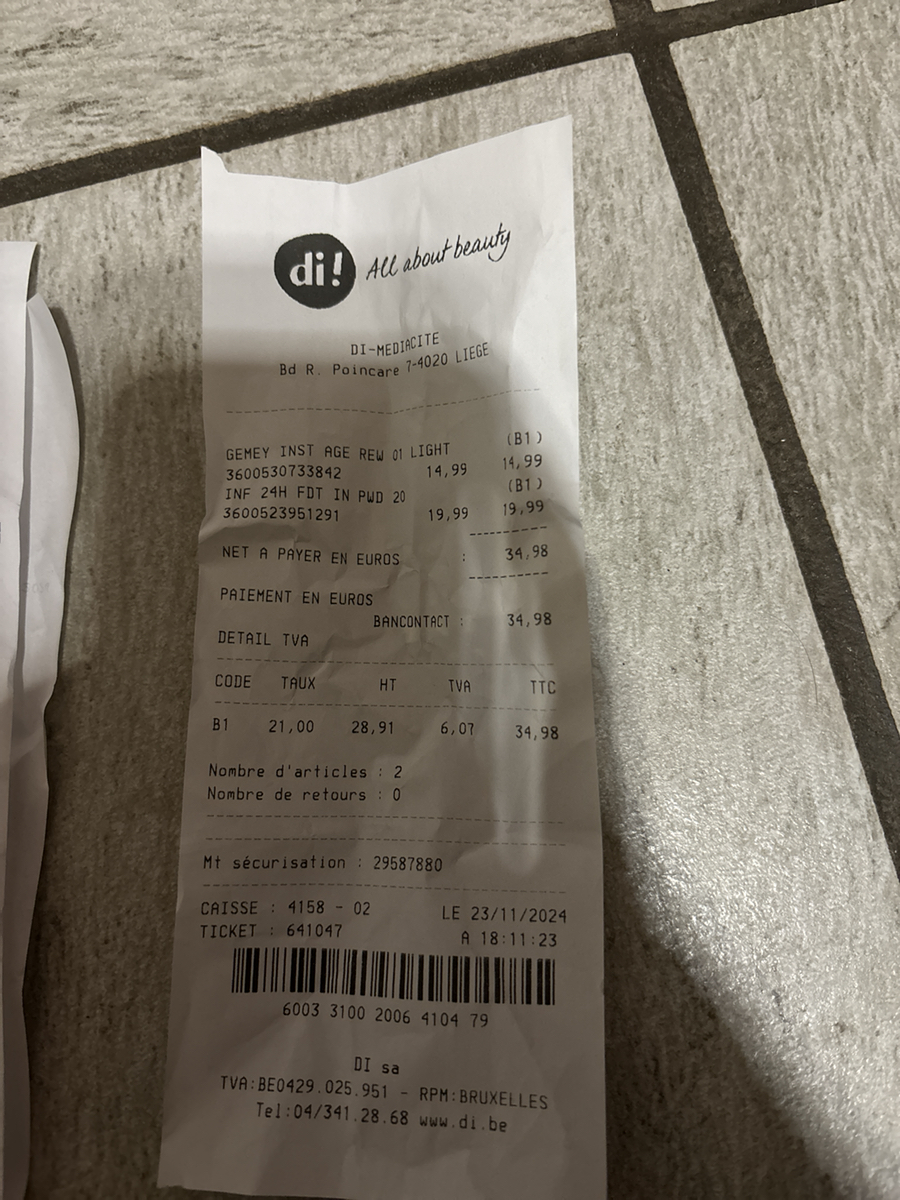 di! All about beauty
DI-MEDIACITE
Bd R. Poincare 7-4020 LIEGE
(B1)
GEMEY INST AGE REW 01 LIGHT
3600530733842 14,99 14,99
(B1)
INF 24H FDT IN PWD 20
3600523951291 19,99 19,99
NET A PAYER EN EUROS : 34,98
PAIEMENT EN EUROS
BANCONTACT : 34,98
DETAIL TVA
CODE TAUX HT TVA TTC
B1 21,00 28,91 6,07 34,98
Nombre d'articles : 2
Nombre de retours : 0
Mt sécurisation : 29587880
CAISSE : 4158 - 02 LE 23/11/2024
TICKET : 641047 A 18:11:23
6003 3100 2006 4104 79
DI sa
TVA:BE0429.025.951 - RPM:BRUXELLES
Tel:04/341.28.68 www.di.be